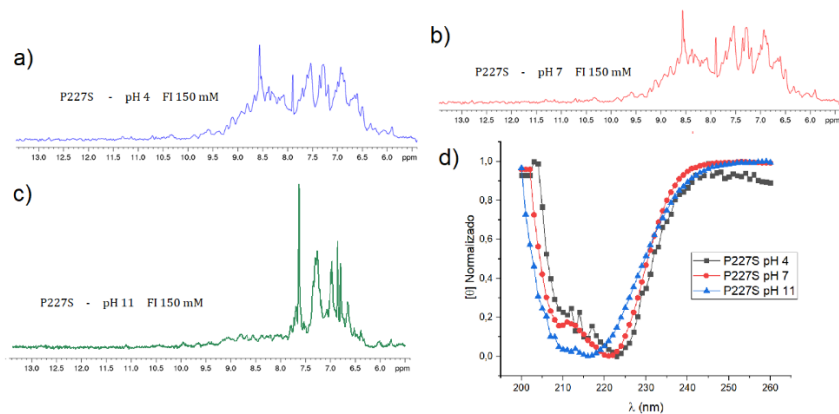 a)
P227S - pH 4 FI 150 mM
13.0 12.5 12.0 11.5 11.0 10.5 10.0 9.5 9.0 8.5 8.0 7.5 7.0 6.5 6.0 ppm
b)
P227S - pH 7 FI 150 mM
13.0 12.5 12.0 11.5 11.0 10.5 10.0 9.5 9.0 8.5 8.0 7.5 7.0 6.5 6.0 ppm
c)
P227S - pH 11 FI 150 mM
13.0 12.5 12.0 11.5 11.0 10.5 10.0 9.5 9.0 8.5 8.0 7.5 7.0 6.5 6.0 5.5 ppm
d)
[θ] Normalizado
1,0
0,8
0,6
0,4
0,2
0,0
P227S pH 4
P227S pH 7
P227S pH 11
200 210 220 230 240 250 260
λ (nm)